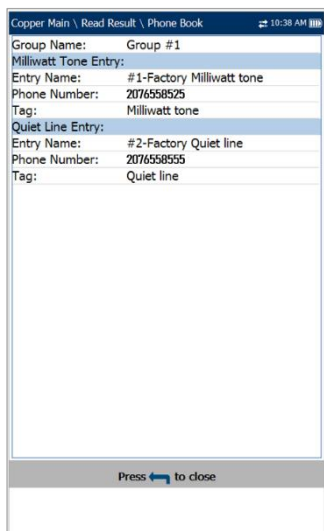 Copper Main \ Read Result \ Phone Book 10:38 AM
Group Name: Group #1
Milliwatt Tone Entry:
Entry Name: #1-Factory Milliwatt tone
Phone Number: 2076558525
Tag: Milliwatt tone
Quiet Line Entry:
Entry Name: #2-Factory Quiet line
Phone Number: 2076558555
Tag: Quiet line
Press to close